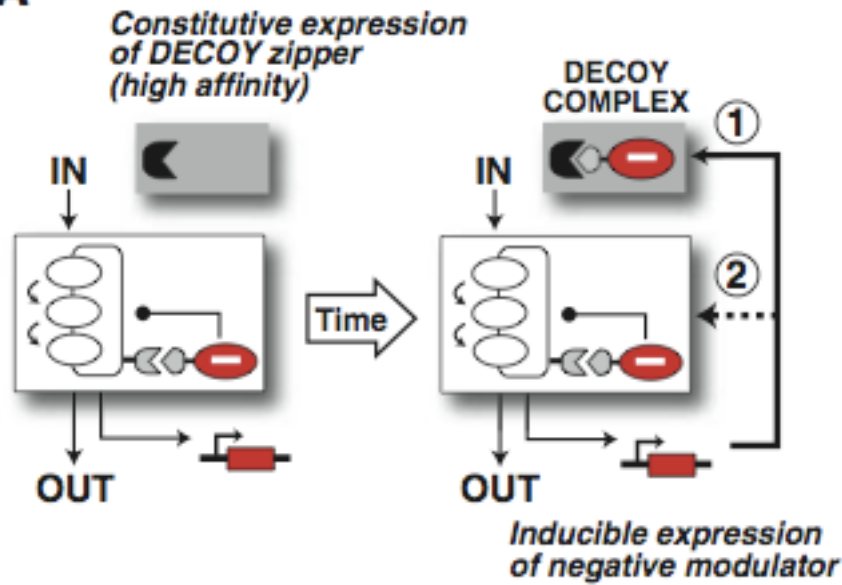 Constitutive expression
of DECOY zipper
(high affinity)
DECOY
COMPLEX
1
IN
IN
2
Time
OUT
OUT
Inducible expression
of negative modulator